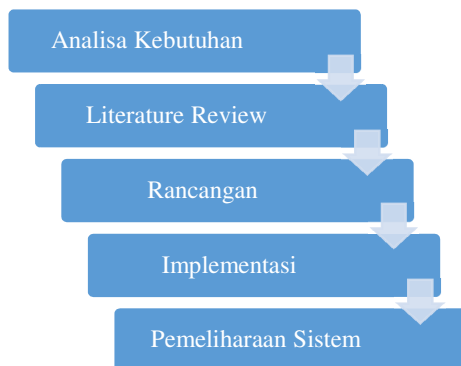 Analisa Kebutuhan
Literature Review
Rancangan
Implementasi
Pemeliharaan Sistem